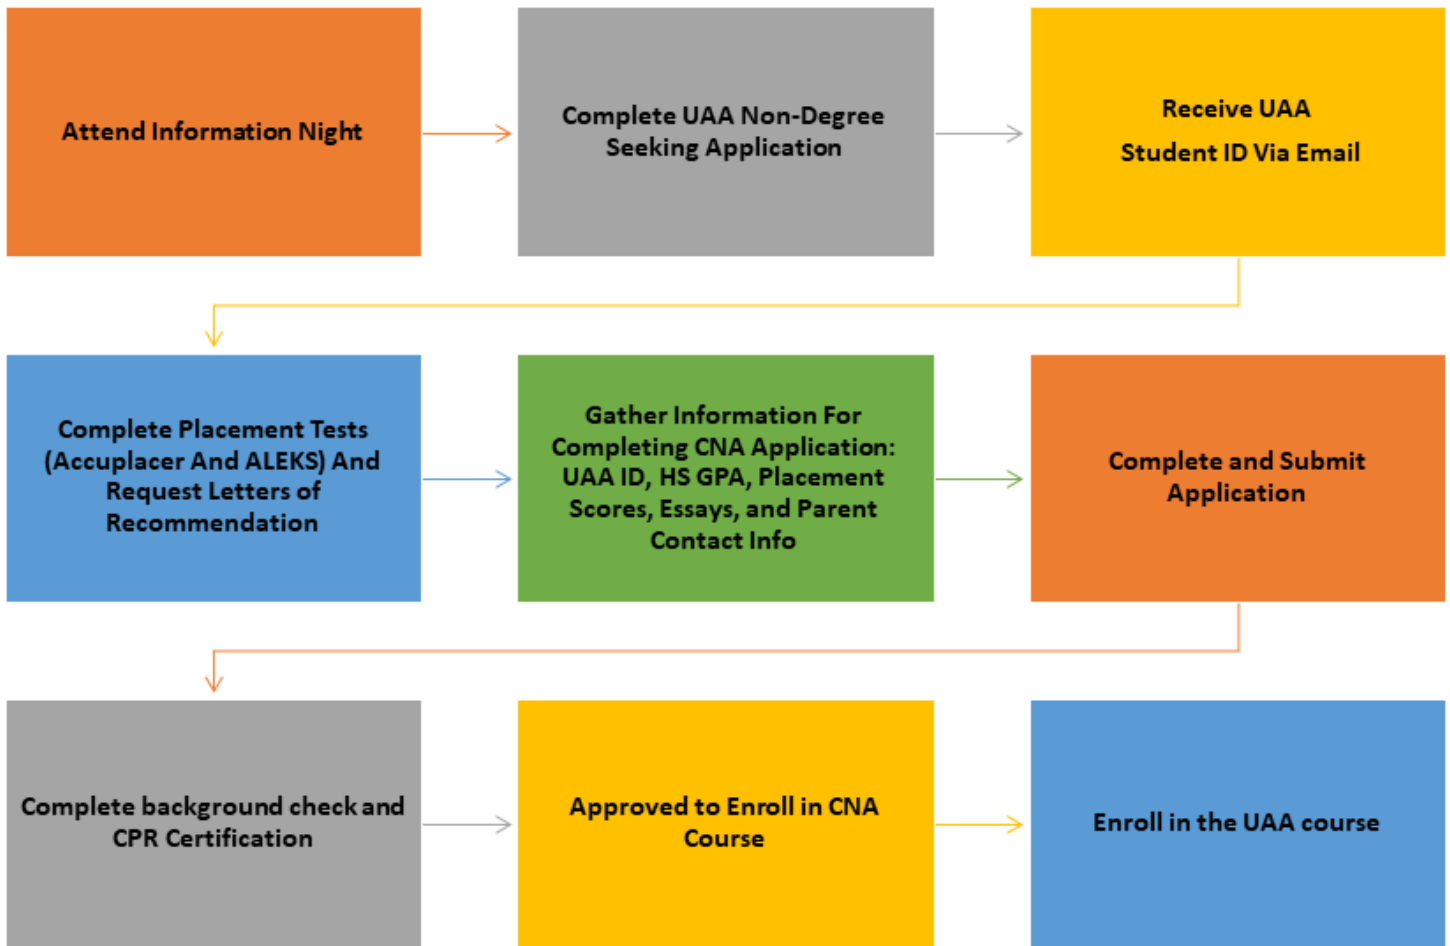 Attend Information Night
Complete UAA Non-Degree
Seeking Application
Receive UAA
Student ID Via Email
Complete Placement Tests
(Accuplacer And ALEKS) And
Request Letters of
Recommendation
Gather Information For
Completing CNA Application:
UAA ID, HS GPA, Placement
Scores, Essays, and Parent
Contact Info
Complete and Submit
Application
Complete background check and
CPR Certification
Approved to Enroll in CNA
Course
Enroll in the UAA course